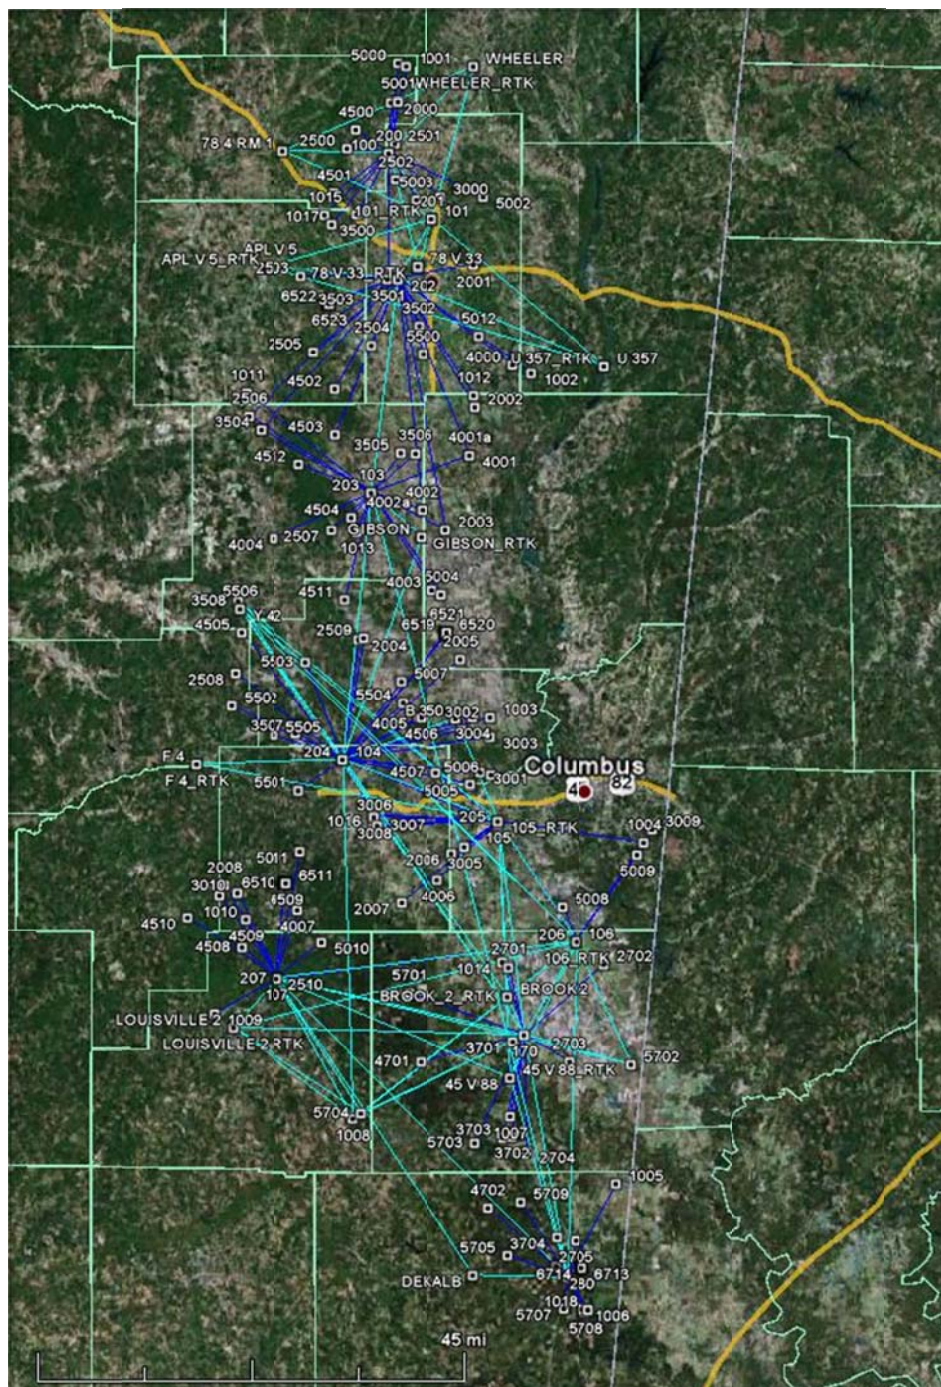 5000 1001 WHEELER
5001 WHEELER_RTK
4500 2000
2500 100 200 2501
78 4 RM 1
2502
4501 5003 3000
1015 201 5002
1017 101_RTK 101
3500
APL V 5
APL V 5_RTK 78 V 33
2503 78 V 33_RTK 2001
202
6522 3503 3501
6523 3502
2504 5012
2505 5500 4000 U 357_RTK U 357
1012 1002
1011 4502
2506 2002
3504 4503 3505 3506 4001a
4512 103 4001
203 4002
4504 4002a
GIBSON 2003
4004 2507 GIBSON_RTK
1013
4003 5004
5506
3508 4511
Y 42 6521
4505 2509 6519 6520
2004 2005
5503
2508 5007
5502 5504
B 350 3002 1003
3507 5505 4005 3004
4506 3003
204 104
F 4 Columbus
F 4_RTK 4507 5006 3001 82
5501 5005 45
3006 205
1016 3007 105_RTK 3009
3008 105 1004
2006 3005 5009
5011
2008 6511
3010 6510 4006
6509 2007 5008
4510 1010 4007
4509 206 106
4508 5010 2701 106_RTK 2702
1014
207 2510 5701
107 BROOK_2_RTK BROOK 2
LOUISVILLE 2 1009
LOUISVILLE 2 RTK 3701 2703
170 5702
4701 45 V 88_RTK
45 V 88
5704
1008 3703 1007
5703 3702 2704
4702 5709 1005
3704
5705 2705
DEKALB 6714 6713
280
1018
5707 1006
5708
45 mi